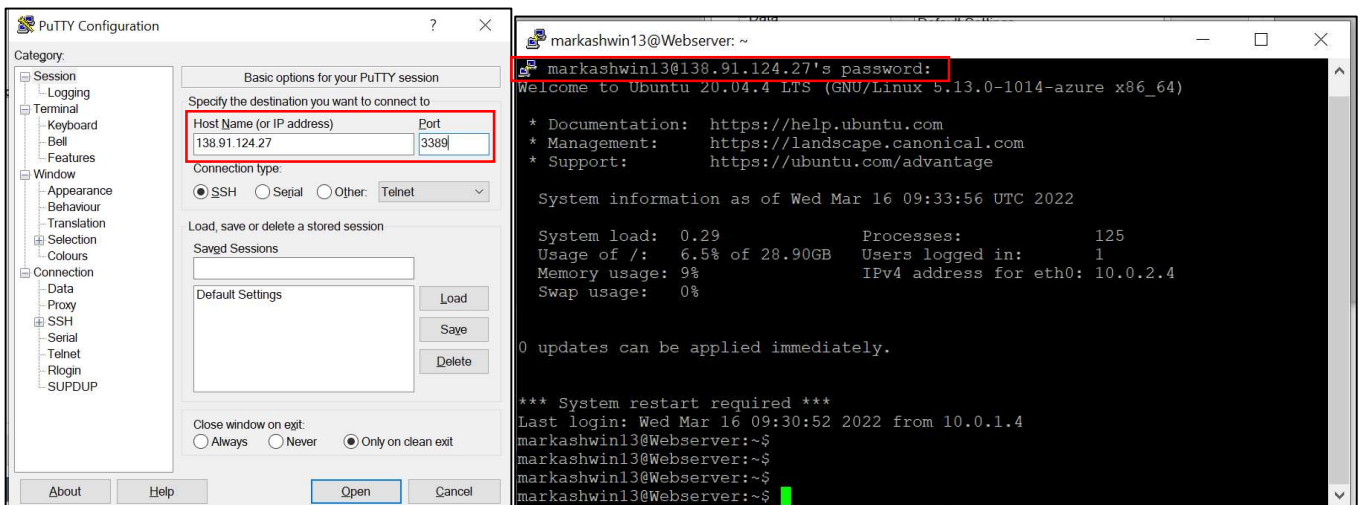 PuTTY Configuration
?
Category:
Session
Logging
Terminal
Keyboard
Bell
Features
Window
Appearance
Behaviour
Translation
Selection
Colours
Connection
Data
Proxy
SSH
Serial
Telnet
Rlogin
SUPDUP
Basic options for your PuTTY session
Specify the destination you want to connect to
Host Name (or IP address) Port
138.91.124.27 3389
Connection type:
SSH Serial Other: Telnet
Load, save or delete a stored session
Saved Sessions
Default Settings
Load
Save
Delete
Close window on exit:
Always Never Only on clean exit
About Help Open Cancel
markashwin13@Webserver: ~
markashwin13@138.91.124.27's password:
Welcome to Ubuntu 20.04.4 LTS (GNU/Linux 5.13.0-1014-azure x86_64)
* Documentation: https://help.ubuntu.com
* Management: https://landscape.canonical.com
* Support: https://ubuntu.com/advantage
System information as of Wed Mar 16 09:33:56 UTC 2022
System load: 0.29 Processes: 125
Usage of /: 6.5% of 28.90GB Users logged in: 1
Memory usage: 9% IPv4 address for eth0: 10.0.2.4
Swap usage: 0%
0 updates can be applied immediately.
*** System restart required ***
Last login: Wed Mar 16 09:30:52 2022 from 10.0.1.4
markashwin13@Webserver:~$
markashwin13@Webserver:~$
markashwin13@Webserver:~$
markashwin13@Webserver:~$